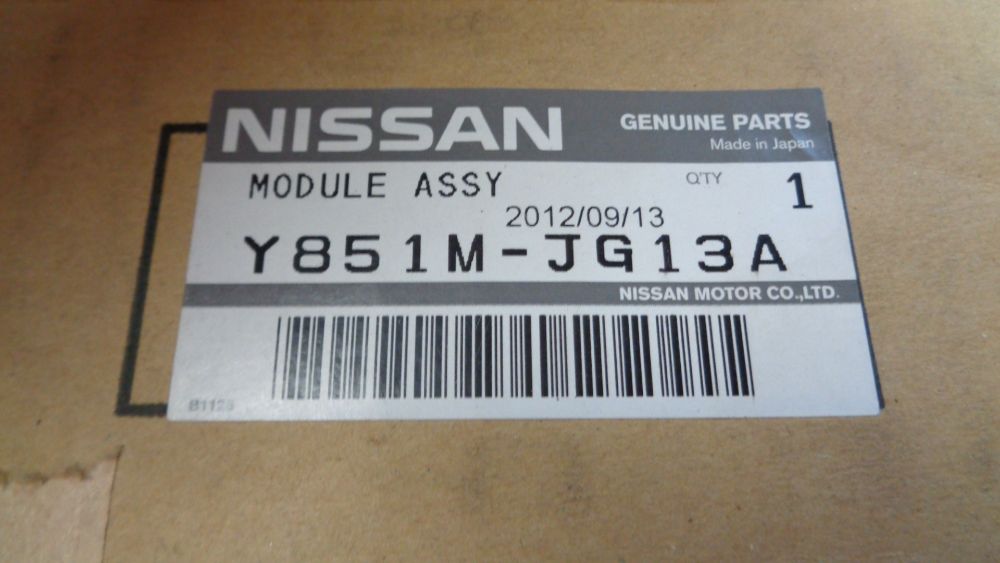 NISSAN GENUINE PARTS
Made in Japan
MODULE ASSY Q'TY 1
2012/09/13
Y851M-JG13A
NISSAN MOTOR CO.,LTD.